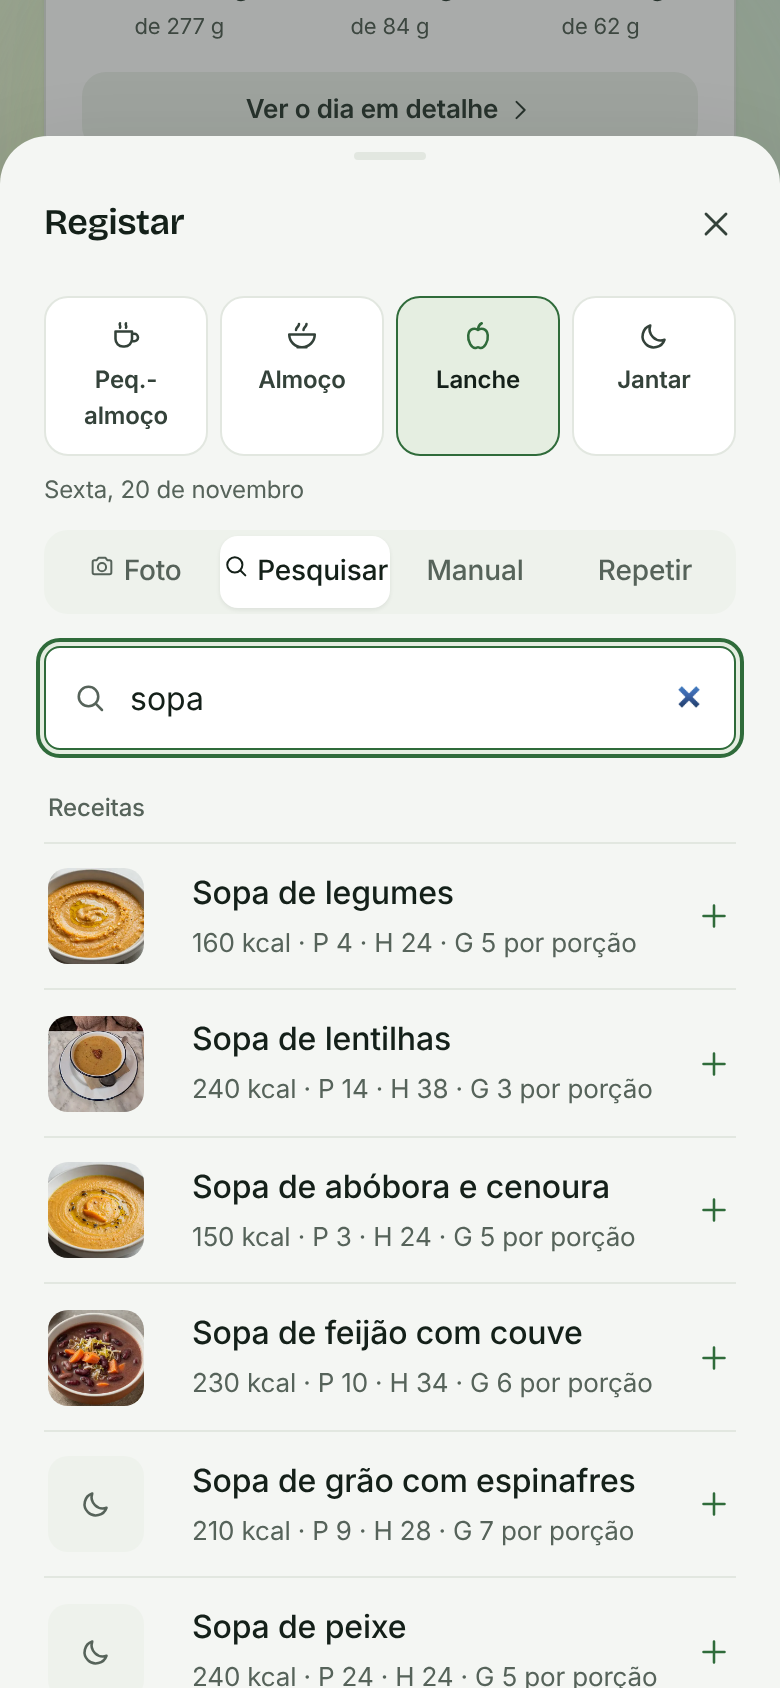 de 277 g
de 84 g
de 62 g
Ver o dia em detalhe
Registar
Peq.-
almoço
Almoço
Lanche
Jantar
Sexta, 20 de novembro
Foto
Pesquisar
Manual
Repetir
sopa
Receitas
Sopa de legumes
160 kcal · P 4 · H 24 · G 5 por porção
Sopa de lentilhas
240 kcal · P 14 · H 38 · G 3 por porção
Sopa de abóbora e cenoura
150 kcal · P 3 · H 24 · G 5 por porção
Sopa de feijão com couve
230 kcal · P 10 · H 34 · G 6 por porção
Sopa de grão com espinafres
210 kcal · P 9 · H 28 · G 7 por porção
Sopa de peixe
240 kcal · P 24 · H 24 · G 5 por porção